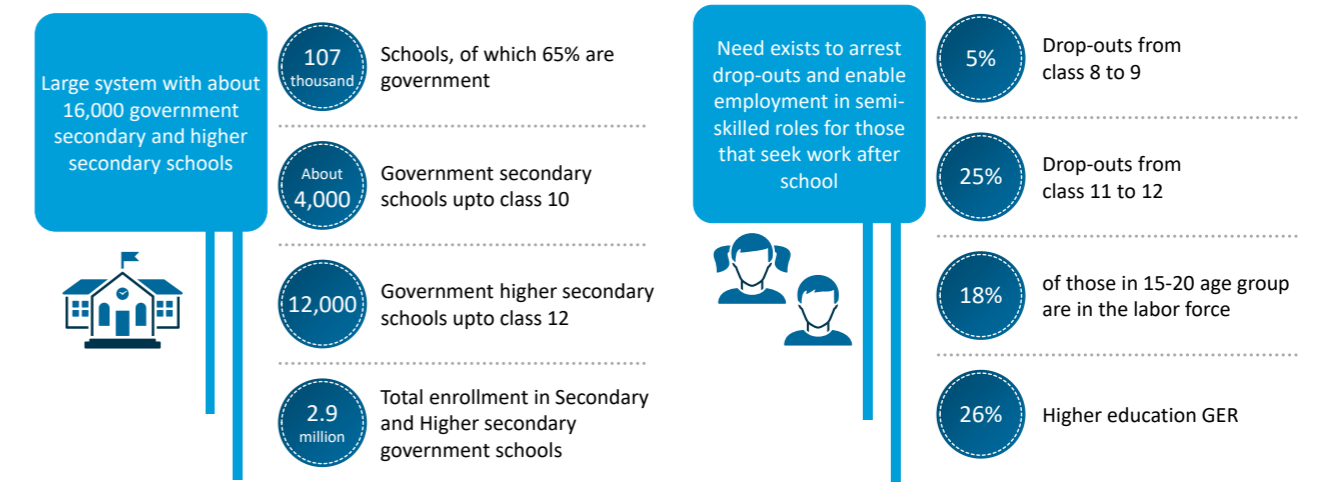 Large system with about
16,000 government
secondary and higher
secondary schools
107
thousand
Schools, of which 65% are
government
About
4,000
Government secondary
schools upto class 10
12,000
Government higher secondary
schools upto class 12
2.9
million
Total enrollment in Secondary
and Higher secondary
government schools
Need exists to arrest
drop-outs and enable
employment in semi-
skilled roles for those
that seek work after
school
5%
Drop-outs from
class 8 to 9
25%
Drop-outs from
class 11 to 12
18%
of those in 15-20 age group
are in the labor force
26%
Higher education GER